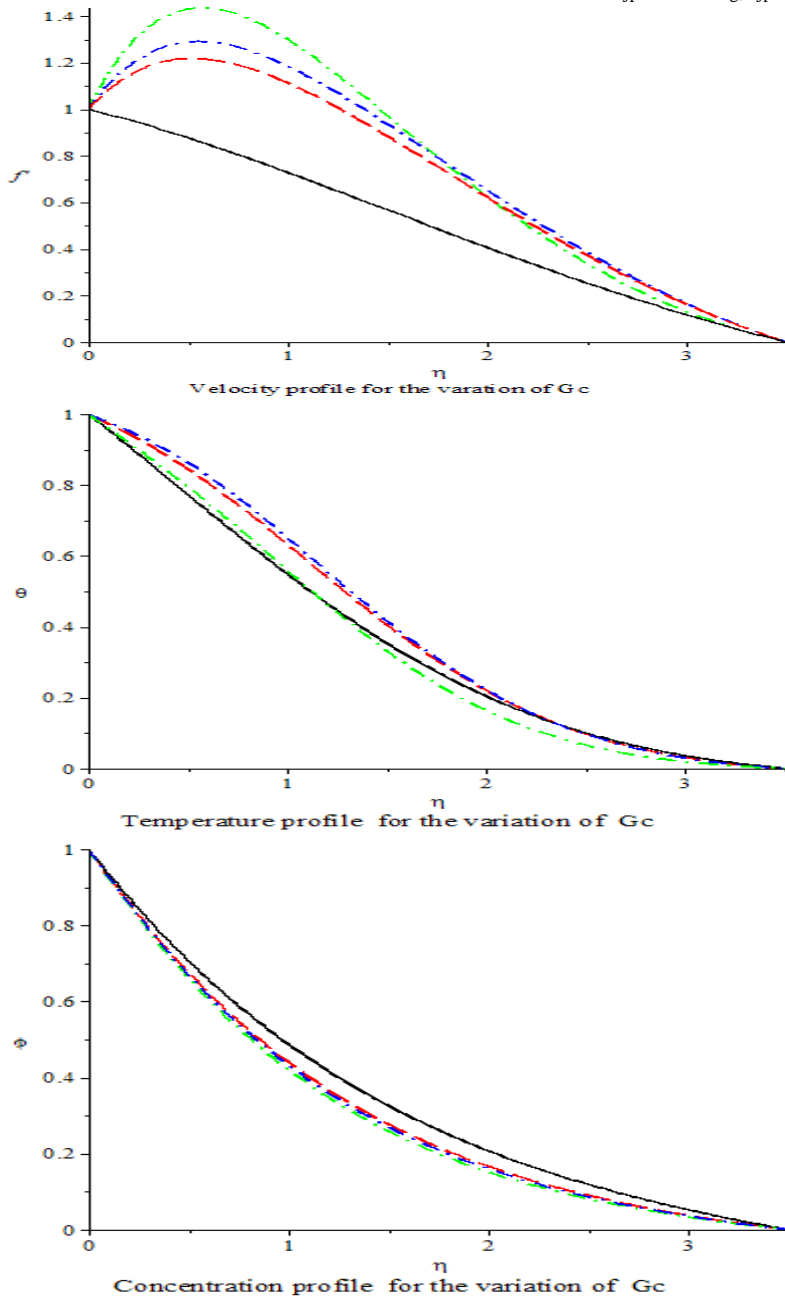 1.4
1.2
1
f'
0.8
0.6
0.4
0.2
0
0 1 2 3
η
Velocity profile for the varation of Gc
1
0.8
0.6
θ
0.4
0.2
0
0 1 2 3
η
Temperature profile for the variation of Gc
1
0.8
0.6
Φ
0.4
0.2
0
0 1 2 3
η
Concentration profile for the variation of Gc